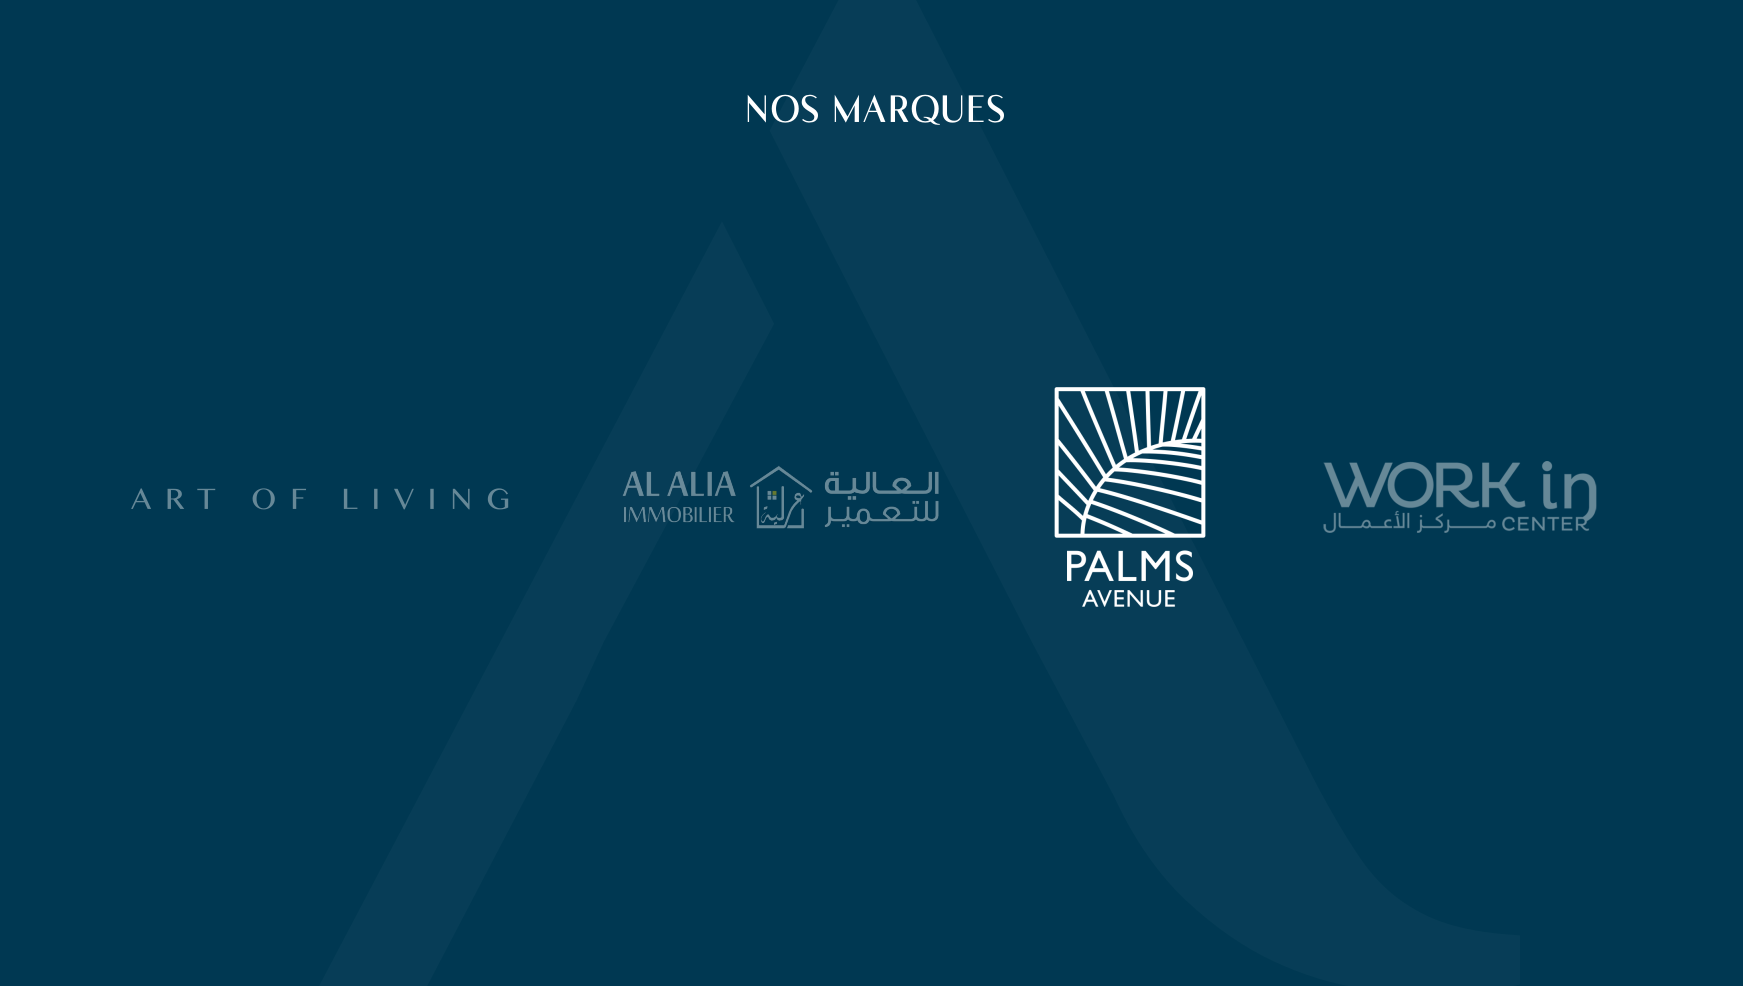 NOS MARQUES
ART OF LIVING
AL ALIA
IMMOBILIER
العالية
للتعمير
PALMS
AVENUE
WORK in
مركز الأعمال CENTER